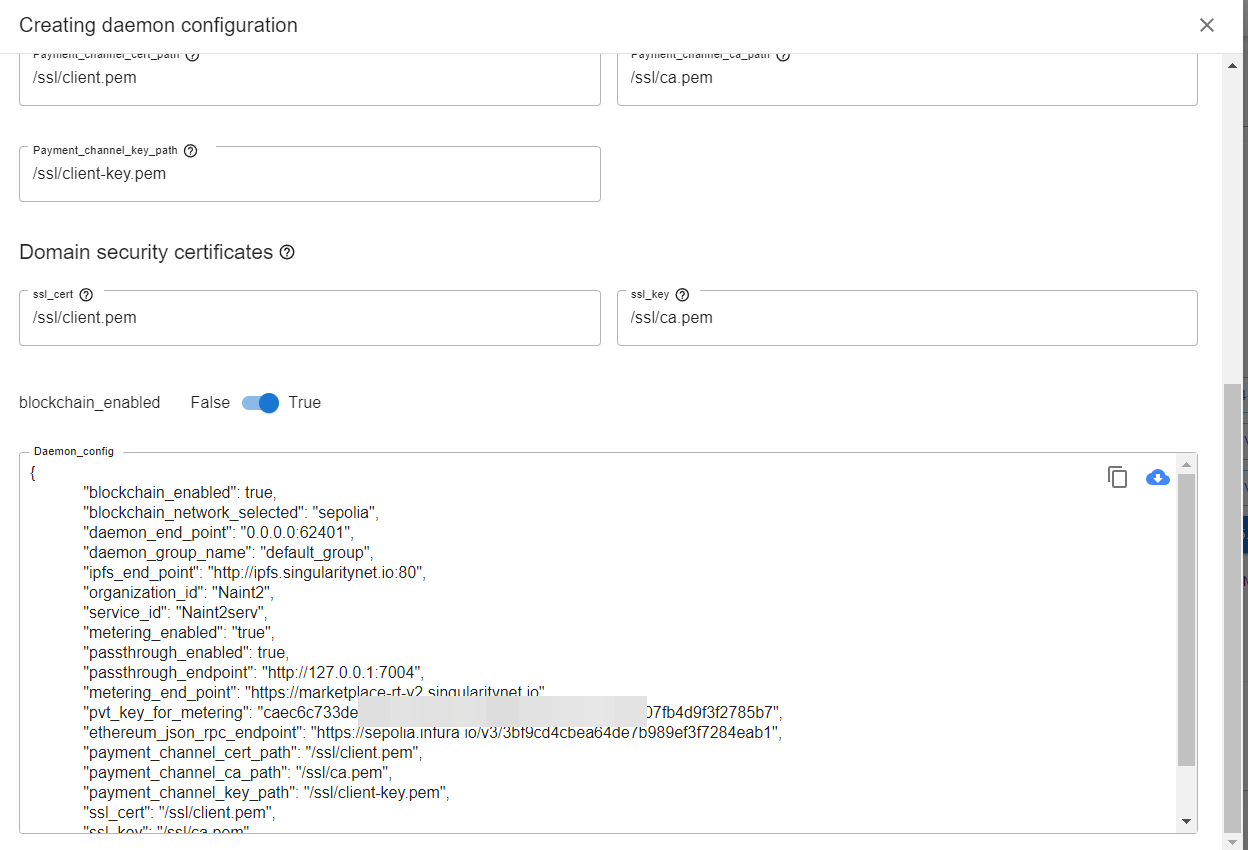 Creating daemon configuration
Payment_channel_cert_path
Payment_channel_ca_path
/ssl/client.pem
/ssl/ca.pem
Payment_channel_key_path
/ssl/client-key.pem
Domain security certificates
ssl_cert
ssl_key
/ssl/client.pem
/ssl/ca.pem
blockchain_enabled False True
Daemon_config
{
"blockchain_enabled": true,
"blockchain_network_selected": "sepolia",
"daemon_end_point": "0.0.0.0:62401",
"daemon_group_name": "default_group",
"ipfs_end_point": "http://ipfs.singularitynet.io:80",
"organization_id": "Naint2",
"service_id": "Naint2serv",
"metering_enabled": "true",
"passthrough_enabled": true,
"passthrough_endpoint": "http://127.0.0.1:7004",
"metering_end_point": "https://marketplace-rt-v2.singularitynet.io"
"pvt_key_for_metering": "caec6c733de 07fb4d9f3f2785b7",
"ethereum_json_rpc_endpoint": "https://sepolia.infura.io/v3/3bf9cd4cbea64de7b989ef3f7284eab1",
"payment_channel_cert_path": "/ssl/client.pem",
"payment_channel_ca_path": "/ssl/ca.pem",
"payment_channel_key_path": "/ssl/client-key.pem",
"ssl_cert": "/ssl/client.pem",
"ssl_key": "/ssl/ca.pem"